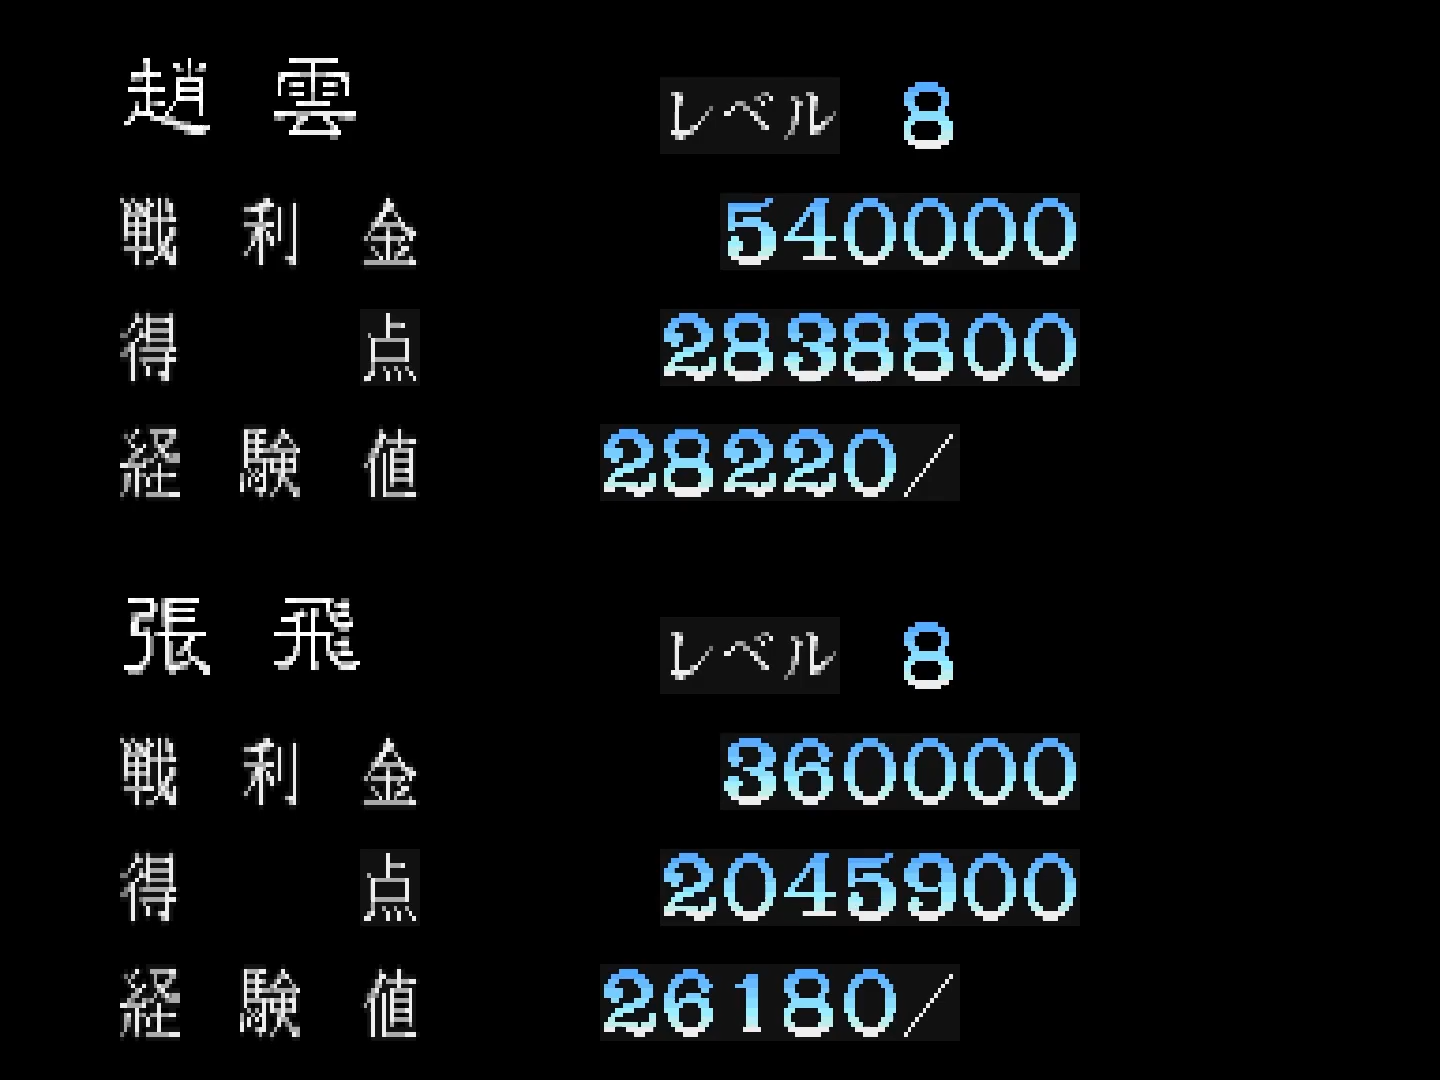 趙雲 レベル 8
戦利金 540000
得点 2838800
経験値 28220/
張飛 レベル 8
戦利金 360000
得点 2045900
経験値 26180/